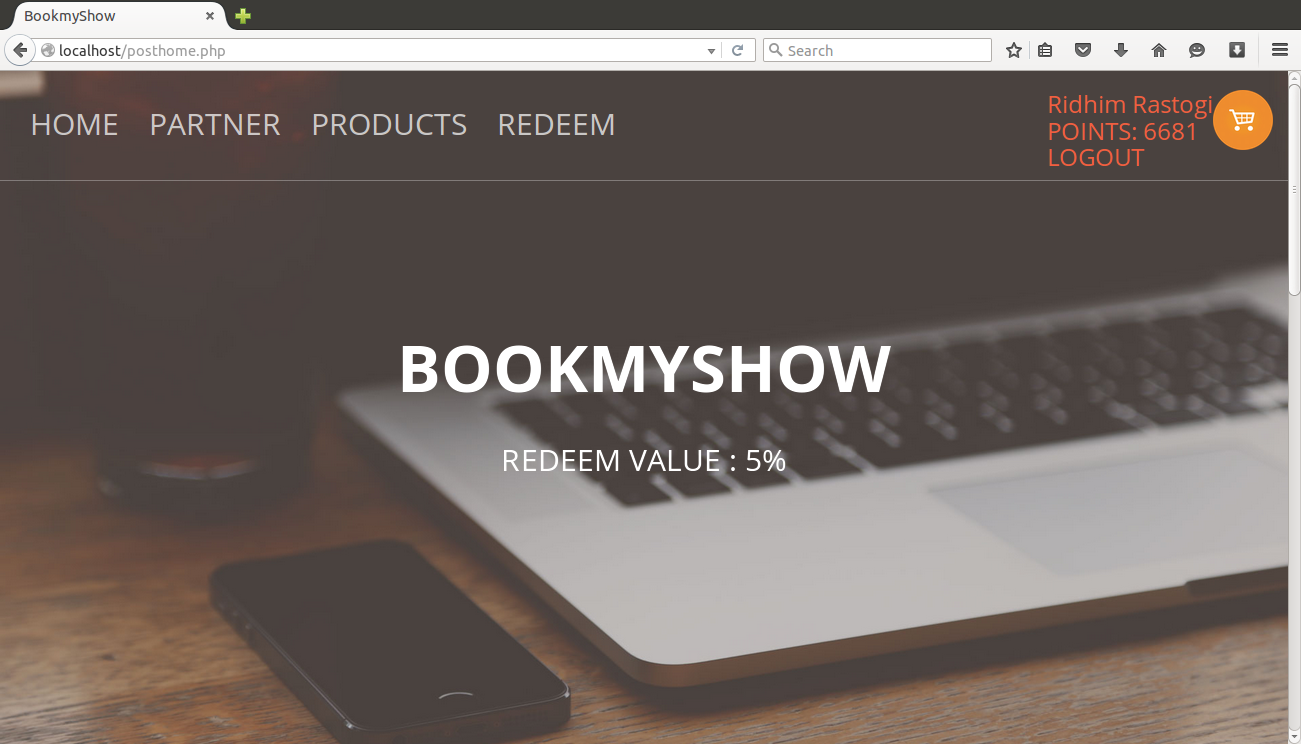 BookmyShow
localhost/posthome.php
Search
HOME PARTNER PRODUCTS REDEEM
Ridhim Rastogi
POINTS: 6681
LOGOUT
BOOKMYSHOW
REDEEM VALUE : 5%